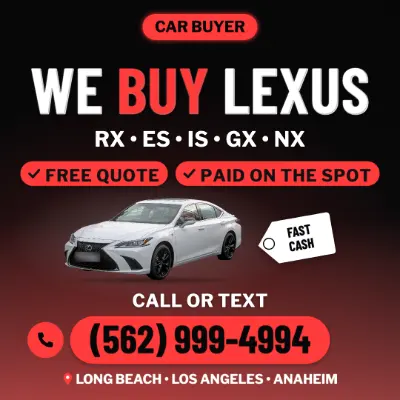 CAR BUYER
WE BUY LEXUS
RX • ES • IS • GX • NX
✓ FREE QUOTE ✓ PAID ON THE SPOT
FAST
CASH
CALL OR TEXT
(562) 999-4994
LONG BEACH • LOS ANGELES • ANAHEIM